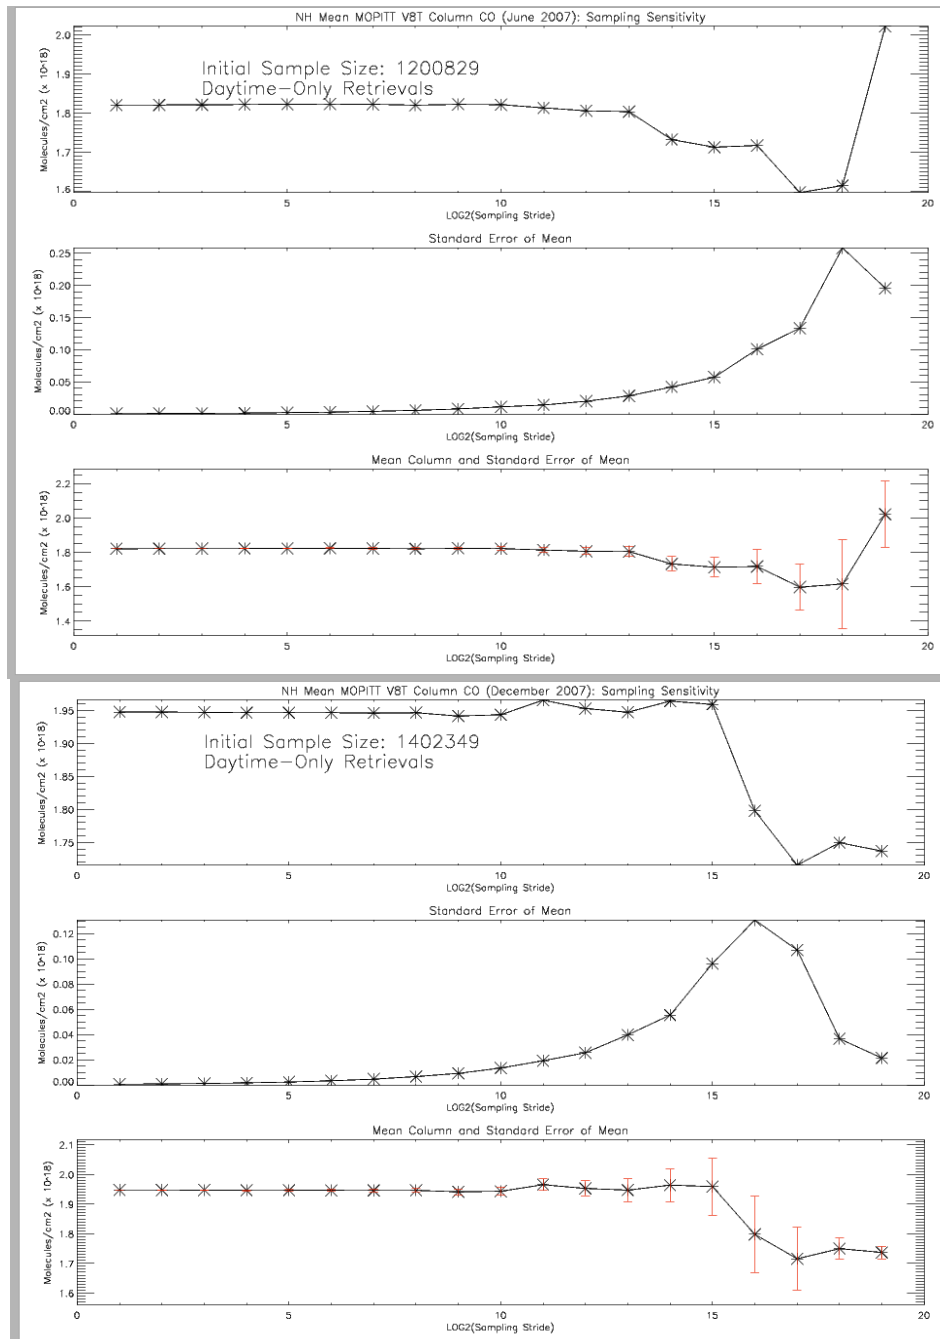 NH Mean MOPITT V8T Column CO (June 2007): Sampling Sensitivity
Initial Sample Size: 1200829
Daytime-Only Retrievals
Molecules/cm2 (x 10^18)
2.0
1.9
1.8
1.7
1.6
0 5 10 15 20
LOG2(Sampling Stride)
Standard Error of Mean
Molecules/cm2 (x 10^18)
0.25
0.20
0.15
0.10
0.05
0.00
0 5 10 15 20
LOG2(Sampling Stride)
Mean Column and Standard Error of Mean
Molecules/cm2 (x 10^18)
2.2
2.0
1.8
1.6
1.4
0 5 10 15 20
LOG2(Sampling Stride)
NH Mean MOPITT V8T Column CO (December 2007): Sampling Sensitivity
Initial Sample Size: 1402349
Daytime-Only Retrievals
Molecules/cm2 (x 10^18)
1.95
1.90
1.85
1.80
1.75
0 5 10 15 20
LOG2(Sampling Stride)
Standard Error of Mean
Molecules/cm2 (x 10^18)
0.12
0.10
0.08
0.06
0.04
0.02
0.00
0 5 10 15 20
LOG2(Sampling Stride)
Mean Column and Standard Error of Mean
Molecules/cm2 (x 10^18)
2.1
2.0
1.9
1.8
1.7
1.6
0 5 10 15 20
LOG2(Sampling Stride)